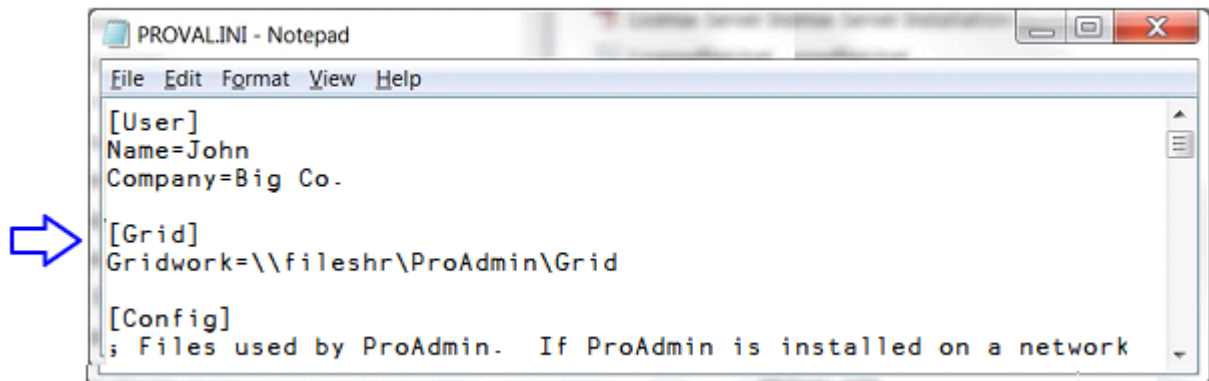 PROVAL.INI - Notepad
File Edit Format View Help
[User]
Name=John
Company=Big Co.
[Grid]
Gridwork=\\fileshr\ProAdmin\Grid
[Config]
; Files used by ProAdmin. If ProAdmin is installed on a network